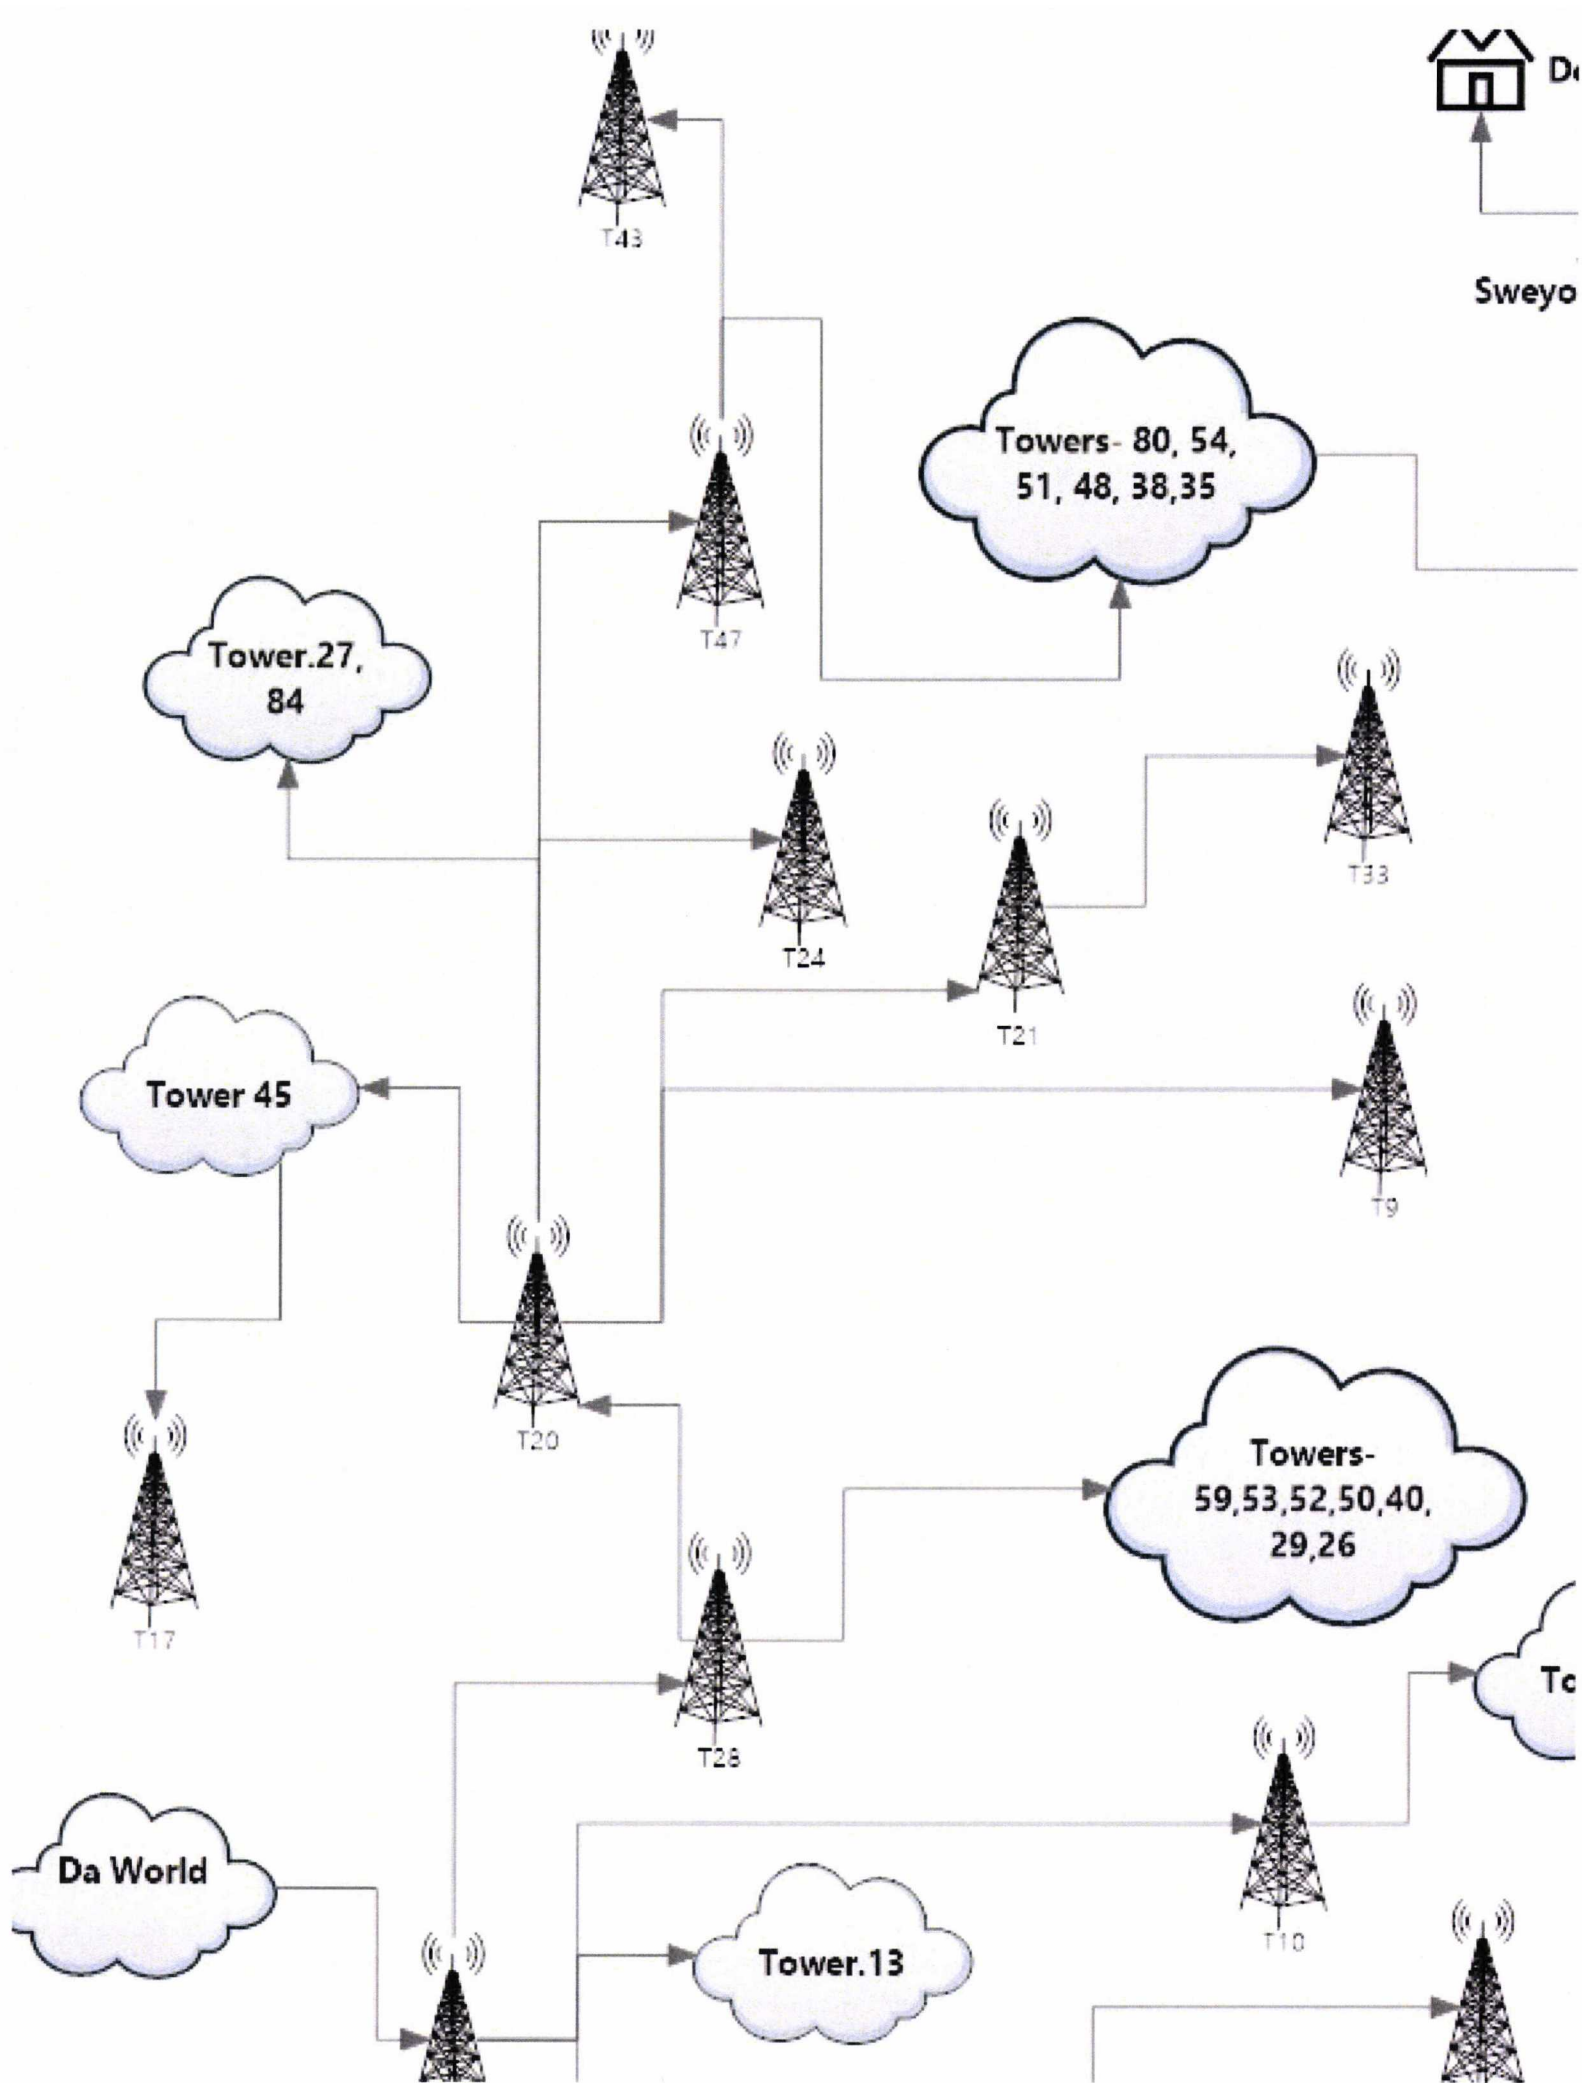 T43
Sweyo
Towers- 80, 54,
51, 48, 38,35
T47
Tower.27,
84
T33
T24
T21
Tower 45
T9
T20
Towers-
59,53,52,50,40,
29,26
T17
T28
Da World
T10
Tower.13